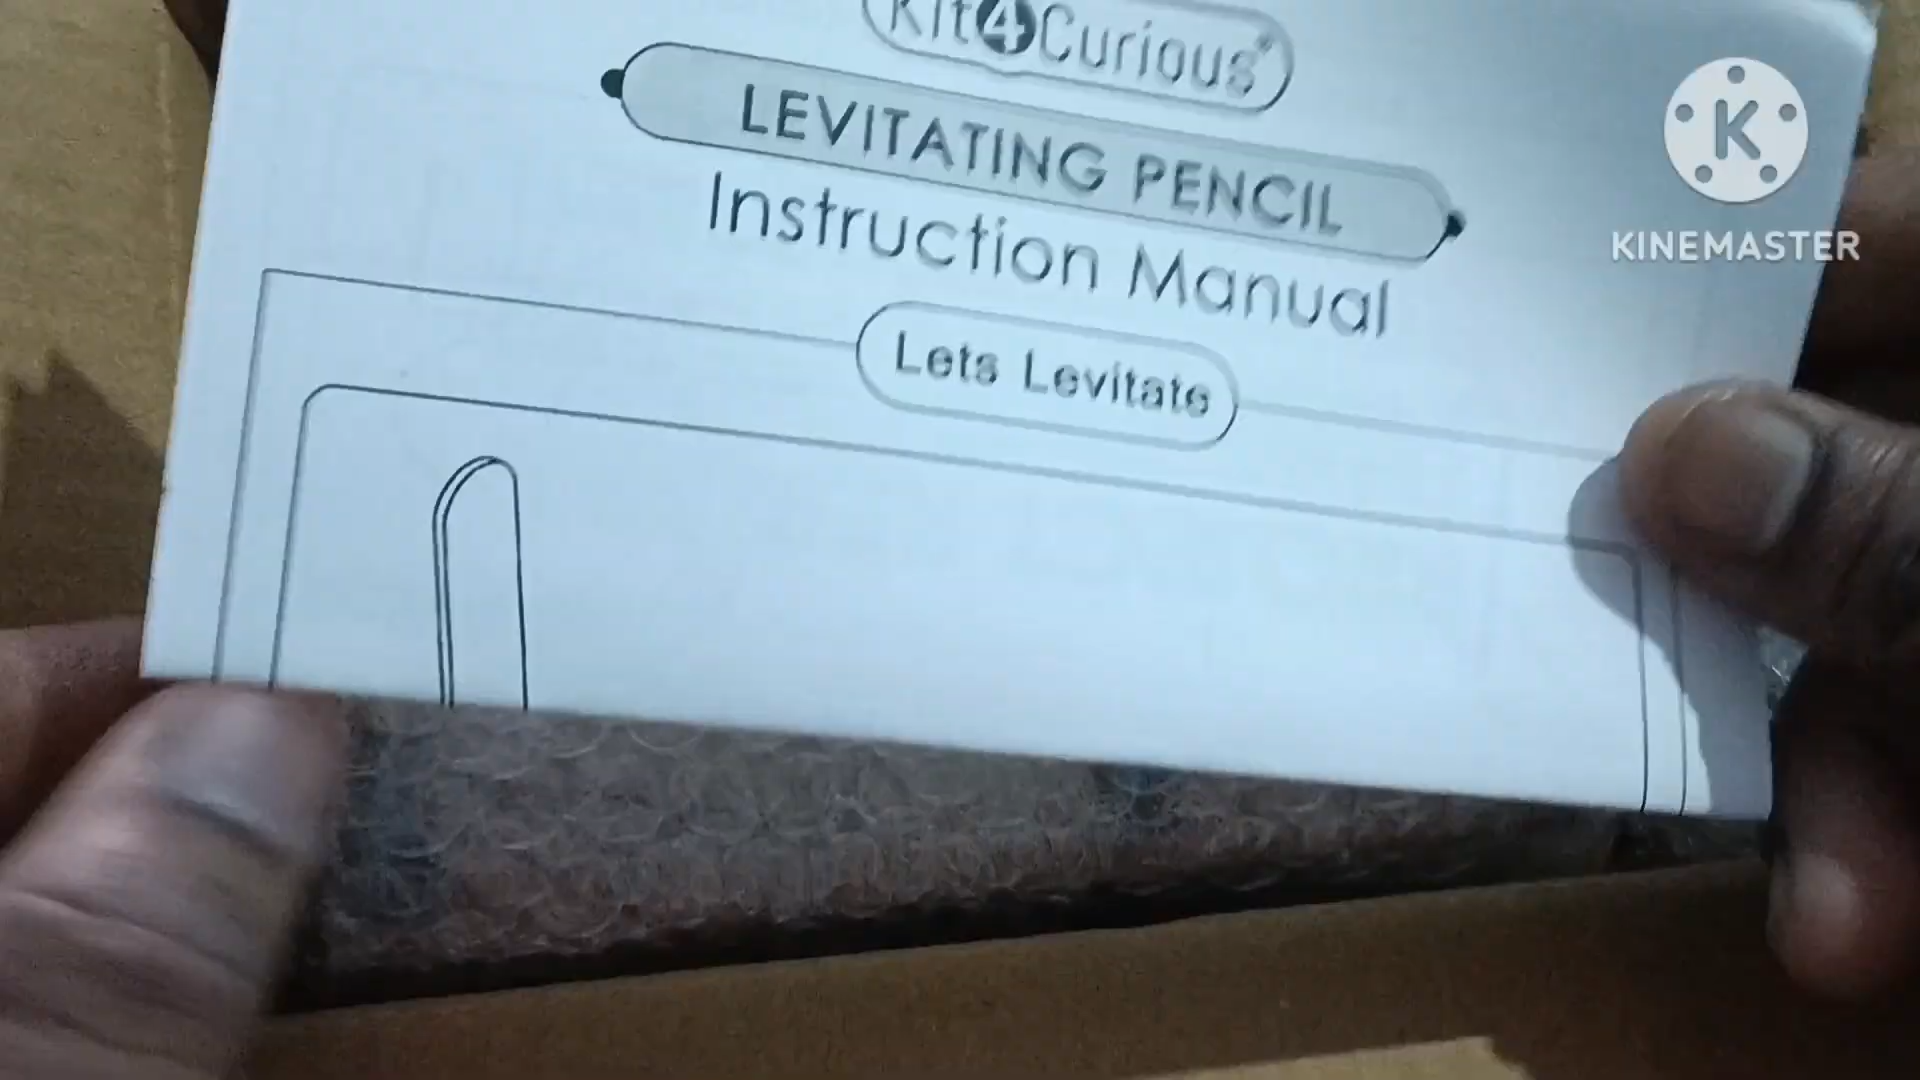 Kit4Curious®
LEVITATING PENCIL
Instruction Manual
Lets Levitate
K
KINEMASTER